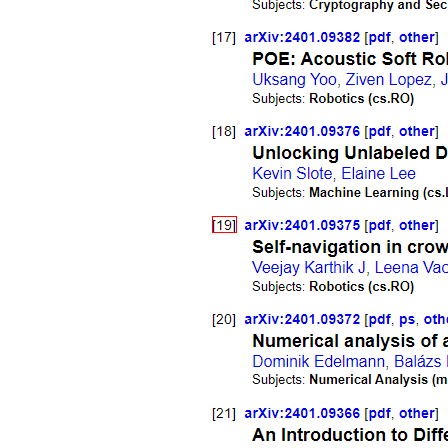 Subjects: Cryptography and Sec
[17] arXiv:2401.09382 [pdf, other]
POE: Acoustic Soft Ro
Uksang Yoo, Ziven Lopez, J
Subjects: Robotics (cs.RO)
[18] arXiv:2401.09376 [pdf, other]
Unlocking Unlabeled D
Kevin Slote, Elaine Lee
Subjects: Machine Learning (cs.
[19] arXiv:2401.09375 [pdf, other]
Self-navigation in crow
Veejay Karthik J, Leena Vac
Subjects: Robotics (cs.RO)
[20] arXiv:2401.09372 [pdf, ps, oth
Numerical analysis of a
Dominik Edelmann, Balázs
Subjects: Numerical Analysis (m
[21] arXiv:2401.09366 [pdf, other]
An Introduction to Diff